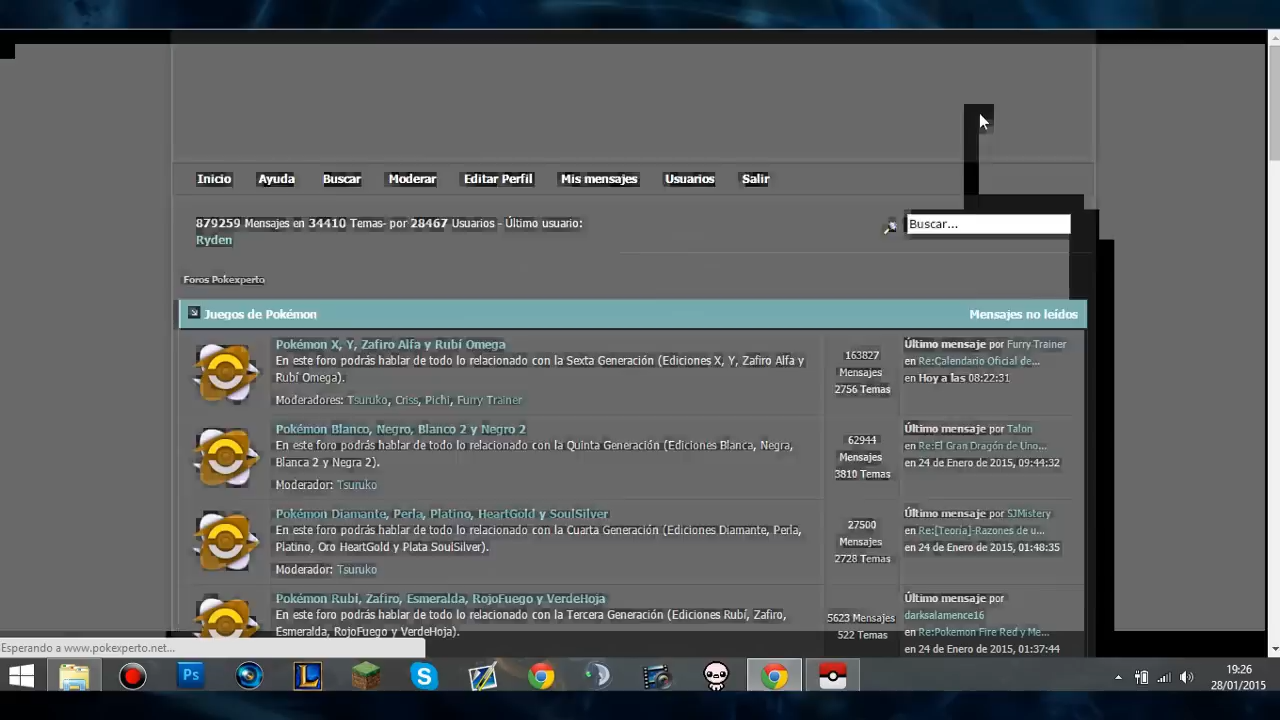 Inicio Ayuda Buscar Moderar Editar Perfil Mis mensajes Usuarios Salir
879259 Mensajes en 34410 Temas- por 28467 Usuarios - Último usuario:
Ryden
Buscar...
Foros Pokexperto
Juegos de Pokémon
Mensajes no leídos
Pokémon X, Y, Zafiro Alfa y Rubí Omega
En este foro podrás hablar de todo lo relacionado con la Sexta Generación (Ediciones X, Y, Zafiro Alfa y
Rubí Omega).
Moderadores: Tsuruko, Criss, Pichi, Furry Trainer
163827
Mensajes
2756 Temas
Último mensaje por Furry Trainer
en Re:Calendario Oficial de...
en Hoy a las 08:22:31
Pokémon Blanco, Negro, Blanco 2 y Negro 2
En este foro podrás hablar de todo lo relacionado con la Quinta Generación (Ediciones Blanca, Negra,
Blanca 2 y Negra 2).
Moderador: Tsuruko
62944
Mensajes
3810 Temas
Último mensaje por Talon
en Re:El Gran Dragón de Uno...
en 24 de Enero de 2015, 09:44:32
Pokémon Diamante, Perla, Platino, HeartGold y SoulSilver
En este foro podrás hablar de todo lo relacionado con la Cuarta Generación (Ediciones Diamante, Perla,
Platino, Oro HeartGold y Plata SoulSilver).
Moderador: Tsuruko
27500
Mensajes
2728 Temas
Último mensaje por SJMistery
en Re:[Teoría]-Razones de u...
en 24 de Enero de 2015, 01:48:35
Pokémon Rubí, Zafiro, Esmeralda, RojoFuego y VerdeHoja
En este foro podrás hablar de todo lo relacionado con la Tercera Generación (Ediciones Rubí, Zafiro,
Esmeralda, RojoFuego y VerdeHoja).
5623 Mensajes
522 Temas
Último mensaje por
darksalamence16
en Re:Pokemon Fire Red y Me...
en 24 de Enero de 2015, 01:37:44
Esperando a www.pokexperto.net...
Ps
L
S
19:26
28/01/2015